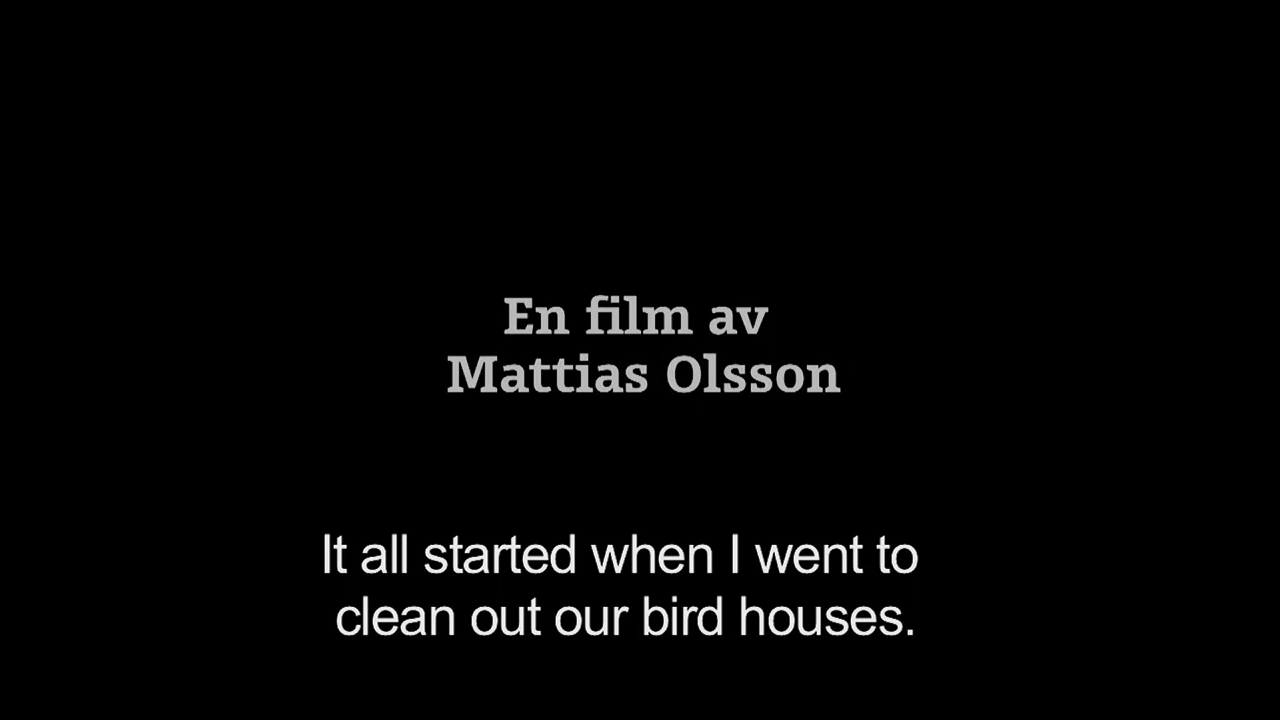 En film av
Mattias Olsson
It all started when I went to
clean out our bird houses.